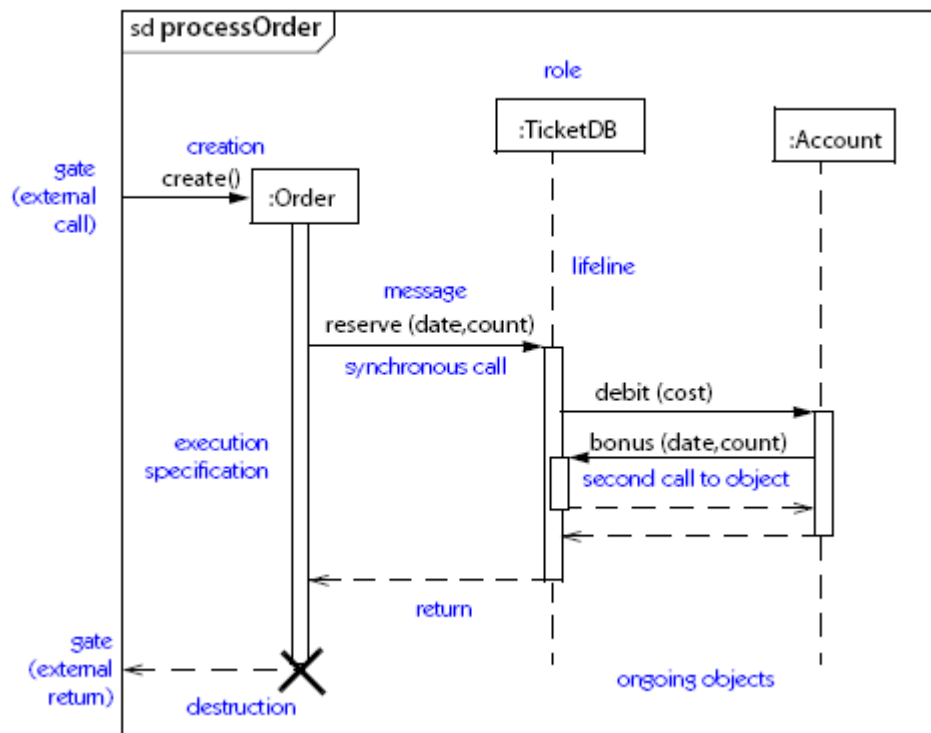 sd processOrder
role
:TicketDB
:Account
creation
gate
(external
call)
create()
:Order
lifeline
message
reserve (date,count)
synchronous call
debit (cost)
execution
specification
bonus (date,count)
second call to object
return
gate
(external
return)
ongoing objects
destruction